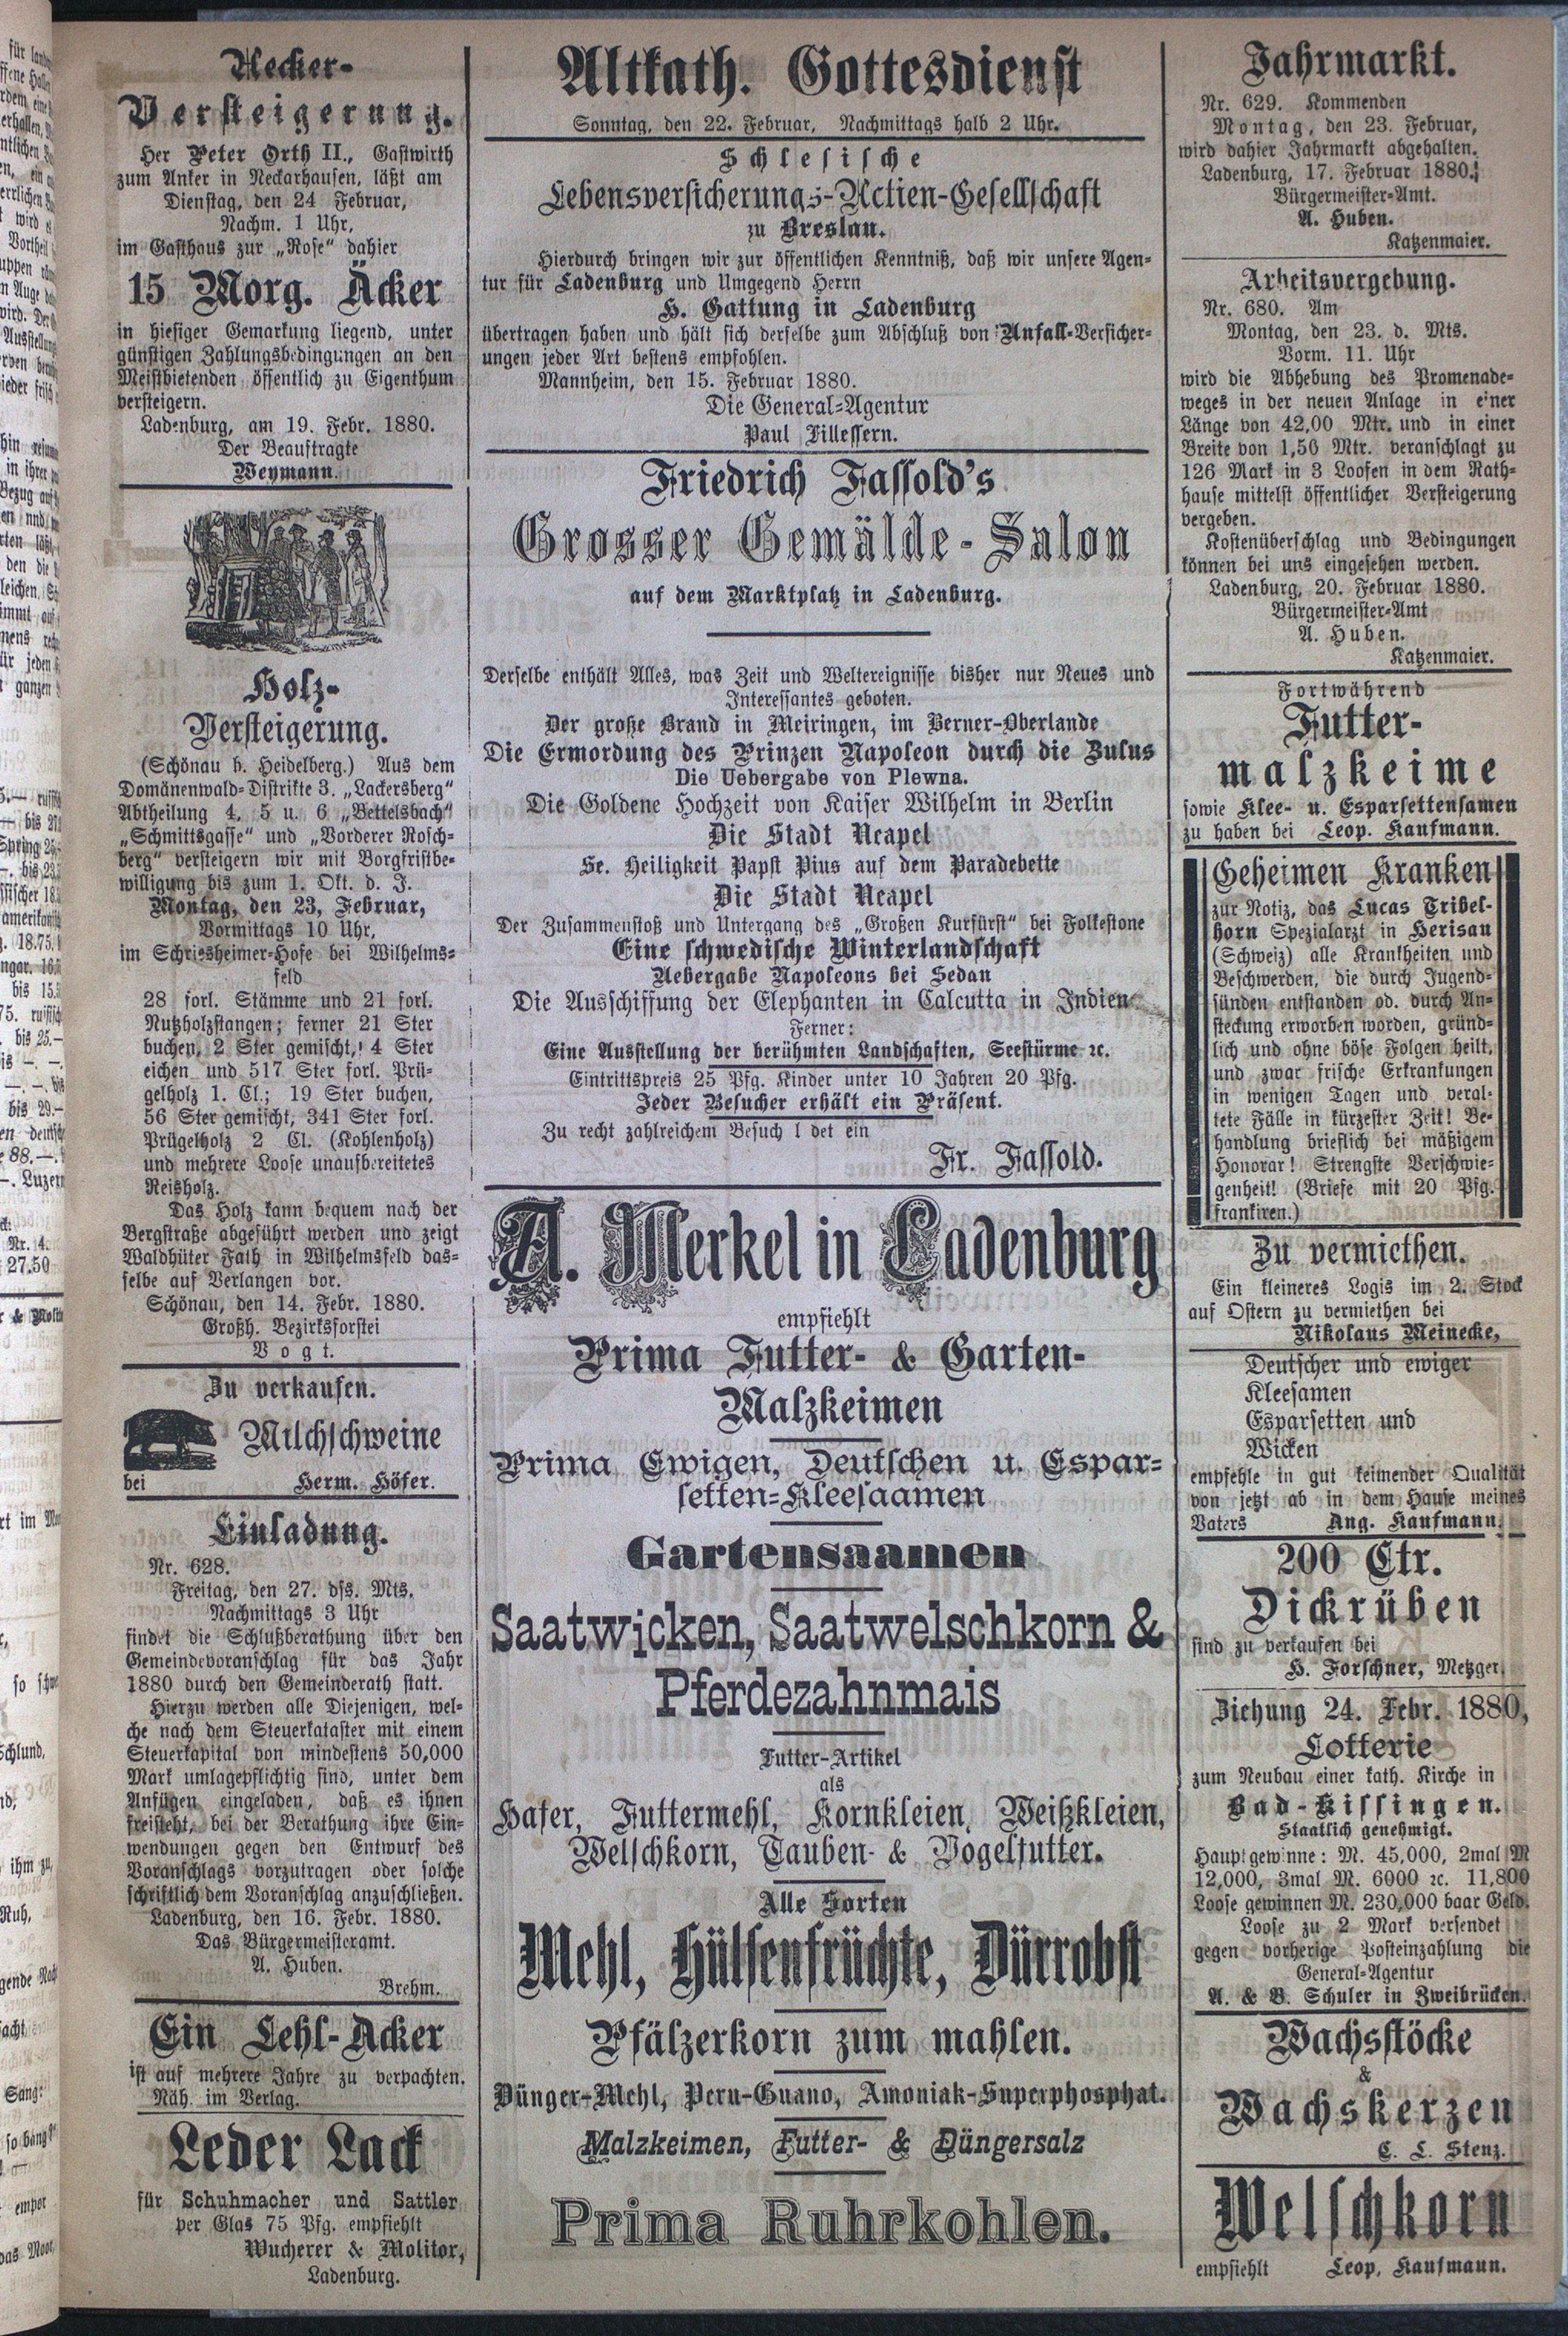 Aecker-
Versteigerung.
Her Peter Orth II., Gastwirth
zum Anker in Neckarhausen, läßt am
Dienstag, den 24 Februar,
Nachm. 1 Uhr,
im Gasthaus zur „Rose“ dahier
15 Morg. Äcker
in hiesiger Gemarkung liegend, unter
günstigen Zahlungsbedingungen an den
Meistbietenden öffentlich zu Eigenthum
versteigern.
Ladenburg, am 19. Febr. 1880.
Der Beauftragte
Weymann.
Holz-
Versteigerung.
(Schönau b. Heidelberg.) Aus dem
Domänenwald-Distrikte 3. „Lackersberg“
Abtheilung 4, 5 u. 6 „Bettelsbach“
„Schmittsgasse“ und „Vorderer Rosch-
berg“ versteigern wir mit Borgfristbe-
willigung bis zum 1. Okt. d. J.
Montag, den 23, Februar,
Vormittags 10 Uhr,
im Schriesheimer-Hofe bei Wilhelms-
feld
28 forl. Stämme und 21 forl.
Nutzholzstangen; ferner 21 Ster
buchen, 2 Ster gemischt, 4 Ster
eichen und 517 Ster forl. Prü-
gelholz 1. Cl.; 19 Ster buchen,
56 Ster gemischt, 341 Ster forl.
Prügelholz 2 Cl. (Kohlenholz)
und mehrere Loose unaufbereitetes
Reisholz.
Das Holz kann bequem nach der
Bergstraße abgeführt werden und zeigt
Waldhüter Fath in Wilhelmsfeld das-
selbe auf Verlangen vor.
Schönau, den 14. Febr. 1880.
Großh. Bezirksforstei
Vogt.
Zu verkaufen.
Milchschweine
bei Herm. Höfer.
Einladung.
Nr. 628.
Freitag, den 27. dss. Mts.
Nachmittags 3 Uhr
findet die Schlußberathung über den
Gemeindevoranschlag für das Jahr
1880 durch den Gemeinderath statt.
Hierzu werden alle Diejenigen, wel-
che nach dem Steuerkataster mit einem
Steuerkapital von mindestens 50,000
Mark umlagepflichtig sind, unter dem
Anfügen eingeladen, daß es ihnen
freisteht, bei der Berathung ihre Ein-
wendungen gegen den Entwurf des
Voranschlags vorzutragen oder solche
schriftlich dem Voranschlag anzuschließen.
Ladenburg, den 16. Febr. 1880.
Das Bürgermeisteramt.
A. Huben.
Brehm.
Ein Lehl-Acker
ist auf mehrere Jahre zu verpachten.
Näh. im Verlag.
Leder Lack
für Schuhmacher und Sattler
per Glas 75 Pfg. empfiehlt
Wucherer & Molitor,
Ladenburg.
Altkath. Gottesdienst
Sonntag, den 22. Februar, Nachmittags halb 2 Uhr.
Schlesische
Lebensversicherungs-Actien-Gesellschaft
zu Breslau.
Hierdurch bringen wir zur öffentlichen Kenntniß, daß wir unsere Agen-
tur für Ladenburg und Umgegend Herrn
H. Gattung in Ladenburg
übertragen haben und hält sich derselbe zum Abschluß von Unfall-Versicher-
ungen jeder Art bestens empfohlen.
Mannheim, den 15. Februar 1880.
Die General-Agentur
Paul Fillessern.
Friedrich Fassold's
Grosser Gemälde-Salon
auf dem Marktplatz in Ladenburg.
Derselbe enthält Alles, was Zeit und Weltereignisse bisher nur Neues und
Interessantes geboten.
Der große Brand in Meiringen, im Berner-Oberlande
Die Ermordung des Prinzen Napoleon durch die Zulus
Die Uebergabe von Plewna.
Die Goldene Hochzeit von Kaiser Wilhelm in Berlin
Die Stadt Neapel
Se. Heiligkeit Papst Pius auf dem Paradebette
Die Stadt Neapel
Der Zusammenstoß und Untergang des „Großen Kurfürst“ bei Folkestone
Eine schwedische Winterlandschaft
Uebergabe Napoleons bei Sedan
Die Ausschiffung der Elephanten in Calcutta in Indien
Ferner:
Eine Ausstellung der berühmten Landschaften, Seestürme ꝛc.
Eintrittspreis 25 Pfg. Kinder unter 10 Jahren 20 Pfg.
Jeder Besucher erhält ein Präsent.
Zu recht zahlreichem Besuch l det ein
Fr. Fassold.
A. Merkel in Ladenburg
empfiehlt
Prima Futter- & Garten-
Malzkeimen
Prima Ewigen, Deutschen u. Espar-
setten-Kleesaamen
Gartensaamen
Saatwicken, Saatwelschkorn &
Pferdezahnmais
Futter-Artikel
als
Hafer, Futtermehl, Kornkleien, Weißkleien,
Welschkorn, Tauben- & Vogelfutter.
Alle Sorten
Mehl, Hülsenfrüchte, Dürrobst
Pfälzerkorn zum mahlen.
Dünger-Mehl, Peru-Guano, Amoniak-Superphosphat.
Malzkeimen, Futter- & Düngersalz
Prima Ruhrkohlen.
Jahrmarkt.
Nr. 629. Kommenden
Montag, den 23. Februar,
wird dahier Jahrmarkt abgehalten.
Ladenburg, 17. Februar 1880.
Bürgermeister-Amt.
A. Huben.
Katzenmaier.
Arbeitsvergebung.
Nr. 680. Am
Montag, den 23. d. Mts.
Vorm. 11. Uhr
wird die Abhebung des Promenade-
weges in der neuen Anlage in einer
Länge von 42,00 Mtr. und in einer
Breite von 1,56 Mtr. veranschlagt zu
126 Mark in 3 Loosen in dem Rath-
hause mittelst öffentlicher Versteigerung
vergeben.
Kostenüberschlag und Bedingungen
können bei uns eingesehen werden.
Ladenburg, 20. Februar 1880.
Bürgermeister-Amt
A. Huben.
Katzenmaier.
Fortwährend
Futter-
malzkeime
sowie Klee- u. Esparsettensamen
zu haben bei Leop. Kaufmann.
Geheimen Kranken
zur Notiz, das Lucas Tribel-
horn Spezialarzt in Herisau
(Schweiz) alle Krankheiten und
Beschwerden, die durch Jugend-
sünden entstanden od. durch An-
steckung erworben worden, gründ-
lich und ohne böse Folgen heilt,
und zwar frische Erkrankungen
in wenigen Tagen und veral-
tete Fälle in kürzester Zeit! Be-
handlung brieflich bei mäßigem
Honorar! Strengste Verschwie-
genheit! (Briefe mit 20 Pfg.
frankiren.)
Zu vermiethen.
Ein kleineres Logis im 2. Stock
auf Ostern zu vermiethen bei
Nikolaus Meinecke,
Deutscher und ewiger
Kleesamen
Esparsetten und
Wicken
empfehle in gut keimender Qualität
von jetzt ab in dem Hause meines
Vaters Aug. Kaufmann.
200 Ctr.
Dickrüben
sind zu verkaufen bei
H. Forschner, Metzger.
Ziehung 24. Febr. 1880,
Lotterie
zum Neubau einer kath. Kirche in
Bad-Kissingen.
Staatlich genehmigt.
Hauptgewinne: M. 45,000, 2mal M
12,000, 3mal M. 6000 ꝛc. 11,800
Loose gewinnen M. 230,000 baar Geld.
Loose zu 2 Mark versendet
gegen vorherige Posteinzahlung die
General-Agentur
A. & B. Schuler in Zweibrücken.
Wachsstöcke
&
Wachskerzen
C. L. Stenz.
Welschkorn
empfiehlt Leop, Kaufmann.